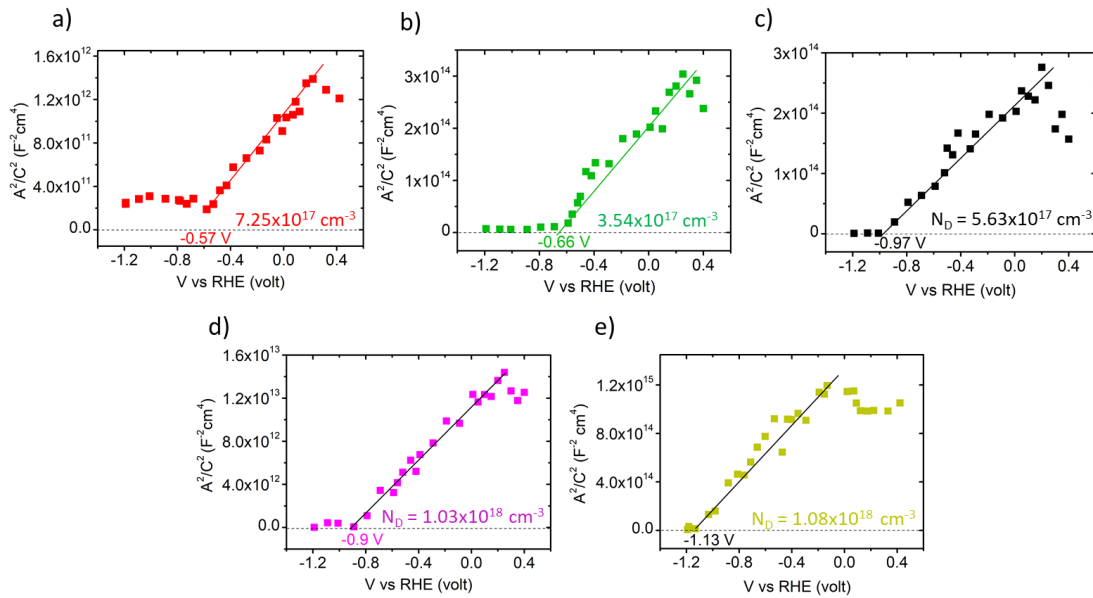 a)
1.6x10¹²
1.2x10¹²
8.0x10¹¹
4.0x10¹¹
0.0
A²/C² (F⁻²cm⁴)
7.25x10¹⁷ cm⁻³
-0.57 V
-1.2 -0.8 -0.4 0.0 0.4
V vs RHE (volt)
b)
3x10¹⁴
2x10¹⁴
1x10¹⁴
0
A²/C² (F⁻²cm⁴)
3.54x10¹⁷ cm⁻³
-0.66 V
-1.2 -0.8 -0.4 0.0 0.4
V vs RHE (volt)
c)
3x10¹⁴
2x10¹⁴
1x10¹⁴
0
A²/C² (F⁻²cm⁴)
N_D = 5.63x10¹⁷ cm⁻³
-0.97 V
-1.2 -0.8 -0.4 0.0 0.4
V vs RHE (volt)
d)
1.6x10¹³
1.2x10¹³
8.0x10¹²
4.0x10¹²
0.0
A²/C² (F⁻²cm⁴)
N_D = 1.03x10¹⁸ cm⁻³
-0.9 V
-1.2 -0.8 -0.4 0.0 0.4
V vs RHE (volt)
e)
1.2x10¹⁵
8.0x10¹⁴
4.0x10¹⁴
0.0
A²/C² (F⁻² cm⁴)
N_D = 1.08x10¹⁸ cm⁻³
-1.13 V
-1.2 -0.8 -0.4 0.0 0.4
V vs RHE (volt)